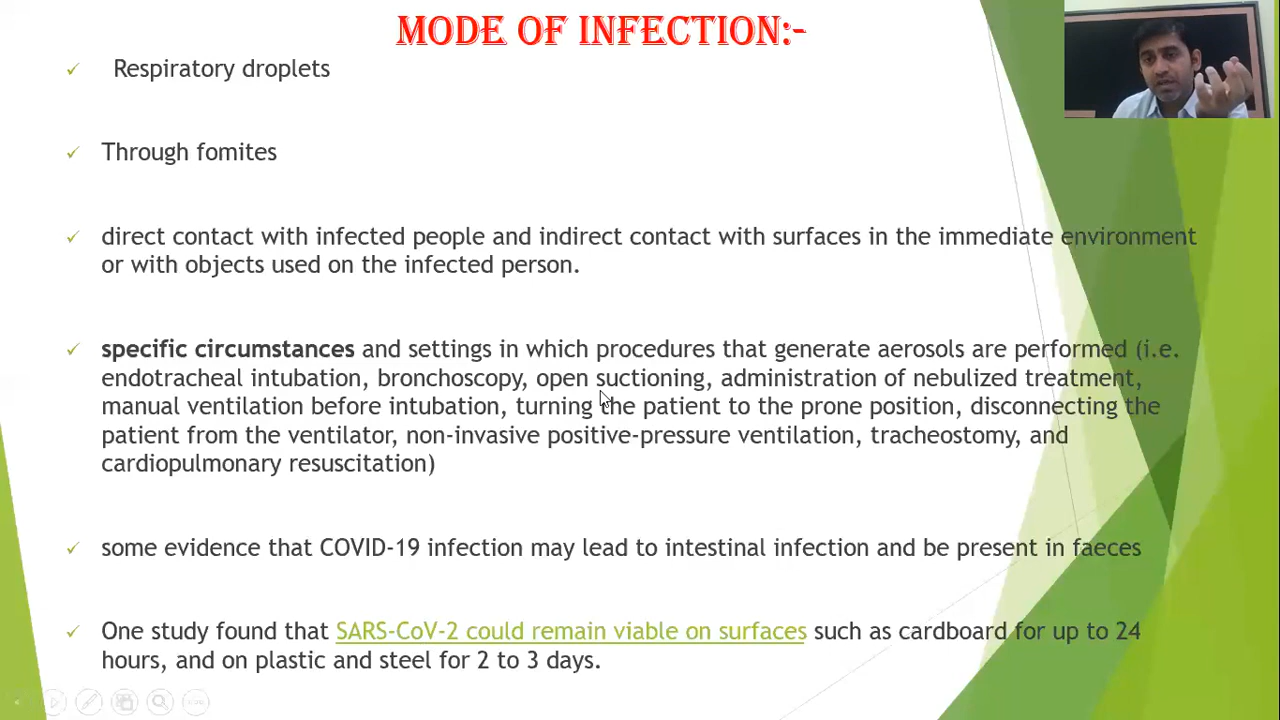 MODE OF INFECTION:-
✓ Respiratory droplets
✓ Through fomites
✓ direct contact with infected people and indirect contact with surfaces in the immediate environment
or with objects used on the infected person.
✓ specific circumstances and settings in which procedures that generate aerosols are performed (i.e.
endotracheal intubation, bronchoscopy, open suctioning, administration of nebulized treatment,
manual ventilation before intubation, turning the patient to the prone position, disconnecting the
patient from the ventilator, non-invasive positive-pressure ventilation, tracheostomy, and
cardiopulmonary resuscitation)
✓ some evidence that COVID-19 infection may lead to intestinal infection and be present in faeces
✓ One study found that SARS-CoV-2 could remain viable on surfaces such as cardboard for up to 24
hours, and on plastic and steel for 2 to 3 days.